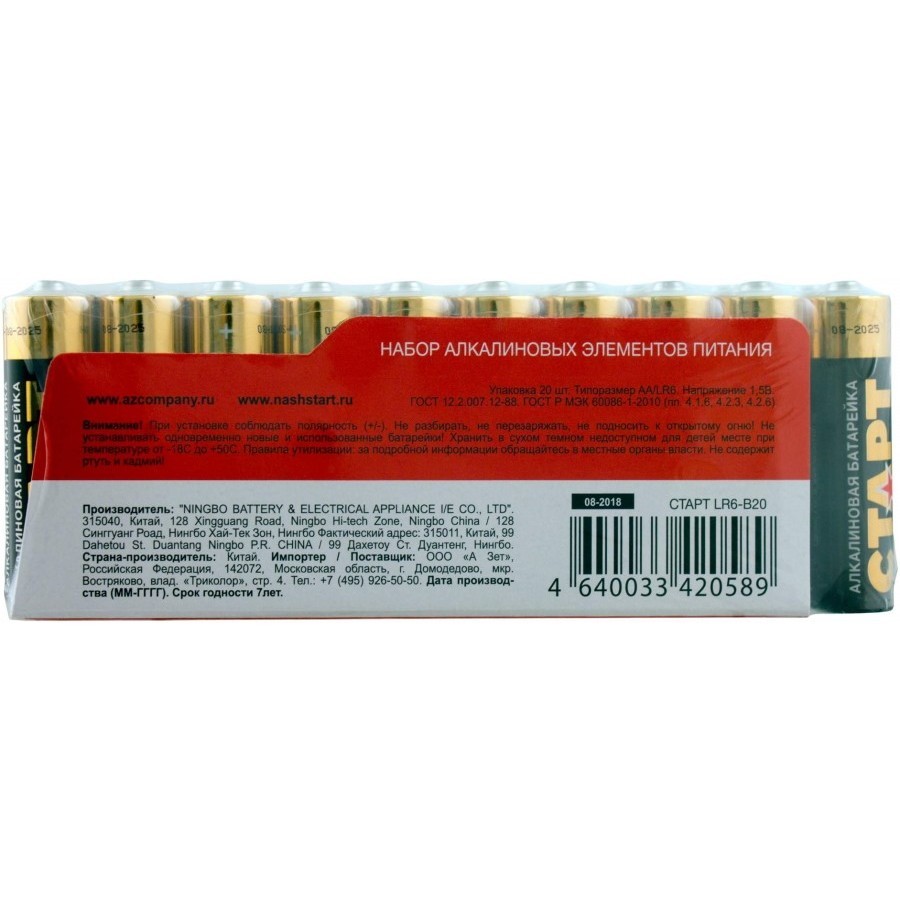 08-2025
08-2025
08-2025
08-2025
НАБОР АЛКАЛИНОВЫХ ЭЛЕМЕНТОВ ПИТАНИЯ
Упаковка 20 шт. Типоразмер AA/LR6. Напряжение 1,5В.
www.azcompany.ru www.nashstart.ru ГОСТ 12.2.007.12-88. ГОСТ Р МЭК 60086-1-2010 (пп. 4.1.6, 4.2.3, 4.2.6)
Внимание! При установке соблюдать полярность (+/-). Не разбирать, не перезаряжать, не подносить к открытому огню! Не
устанавливать одновременно новые и использованные батарейки! Хранить в сухом темном недоступном для детей месте при
температуре от -18С до +50С. Правила утилизации: за подробной информации обращайтесь в местные органы власти. Не содержит
ртуть и кадмий!
Производитель: "NINGBO BATTERY & ELECTRICAL APPLIANCE I/E CO., LTD".
315040, Китай, 128 Xingguang Road, Ningbo Hi-tech Zone, Ningbo China / 128
Синггуанг Роад, Нингбо Хай-Тек Зон, Нингбо Фактический адрес: 315011, Китай, 99
Dahetou St. Duantang Ningbo P.R. CHINA / 99 Дахетоу Ст. Дуантенг, Нингбо.
Страна-производитель: Китай. Импортер / Поставщик: ООО «А Зет»,
Российская Федерация, 142072, Московская область, г. Домодедово, мкр.
Востряково, влад. «Триколор», стр. 4. Тел.: +7 (495) 926-50-50. Дата производ-
ства (ММ-ГГГГ). Срок годности 7лет.
08-2018
СТАРТ LR6-B20
4 640033 420589
АЛКАЛИНОВАЯ БАТАРЕЙКА
СТАРТ